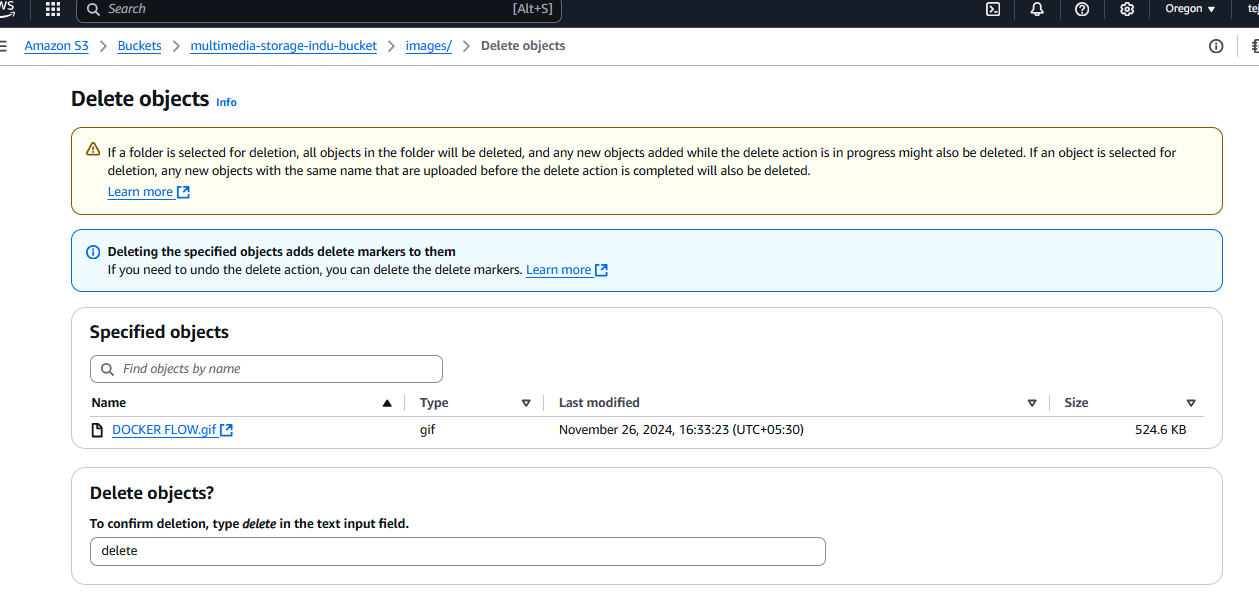 Search [Alt+S] Oregon
Amazon S3 > Buckets > multimedia-storage-indu-bucket > images/ > Delete objects
Delete objects Info
If a folder is selected for deletion, all objects in the folder will be deleted, and any new objects added while the delete action is in progress might also be deleted. If an object is selected for
deletion, any new objects with the same name that are uploaded before the delete action is completed will also be deleted.
Learn more
Deleting the specified objects adds delete markers to them
If you need to undo the delete action, you can delete the delete markers. Learn more
Specified objects
Find objects by name
Name Type Last modified Size
DOCKER FLOW.gif gif November 26, 2024, 16:33:23 (UTC+05:30) 524.6 KB
Delete objects?
To confirm deletion, type delete in the text input field.
delete